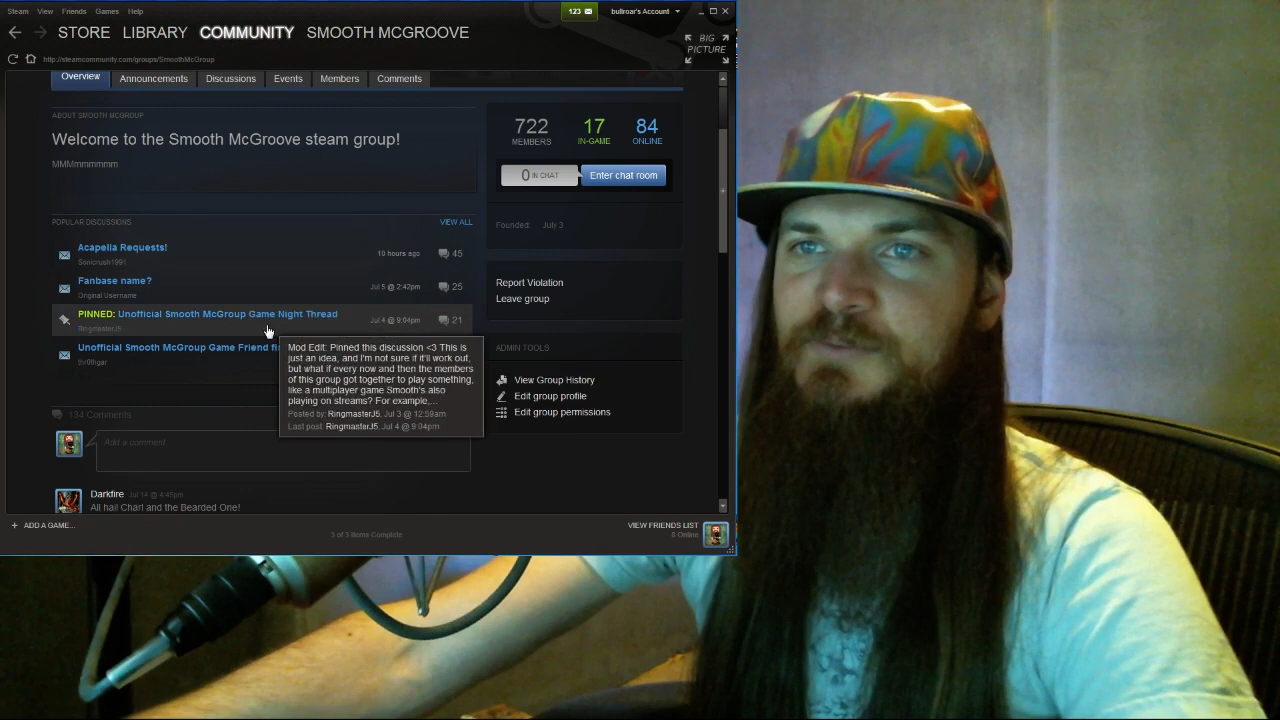 Steam View Friends Games Help
123
bullroar's Account
STORE LIBRARY COMMUNITY SMOOTH MCGROOVE
BIG PICTURE
http://steamcommunity.com/groups/SmoothMcGroup
Overview Announcements Discussions Events Members Comments
ABOUT SMOOTH MCGROUP
Welcome to the Smooth McGroove steam group!
MMMmmmmmm
722 17 84
MEMBERS IN-GAME ONLINE
0 IN CHAT Enter chat room
Founded: July 3
POPULAR DISCUSSIONS VIEW ALL
Acapella Requests!
Sonicrush1991
10 hours ago 45
Fanbase name?
Original Username
Jul 5 @ 2:42pm 25
PINNED: Unofficial Smooth McGroup Game Night Thread
RingmasterJ5
Jul 4 @ 9:04pm 21
Unofficial Smooth McGroup Game Friend
hr0thgar
Mod Edit: Pinned this discussion <3 This is
just an idea, and I'm not sure if it'll work out,
but what if every now and then the members
of this group got together to play something,
like a multiplayer game Smooth's also
playing on streams? For example,...
Posted by: RingmasterJ5, Jul 3 @ 12:59am
Last post: RingmasterJ5, Jul 4 @ 9:04pm
Report Violation
Leave group
ADMIN TOOLS
View Group History
Edit group profile
Edit group permissions
134 Comments
Add a comment
Darkfire Jul 14 @ 4:45pm
All hail Charl and the Bearded One!
+ ADD A GAME...
3 of 3 Items Complete
VIEW FRIENDS LIST
8 Online